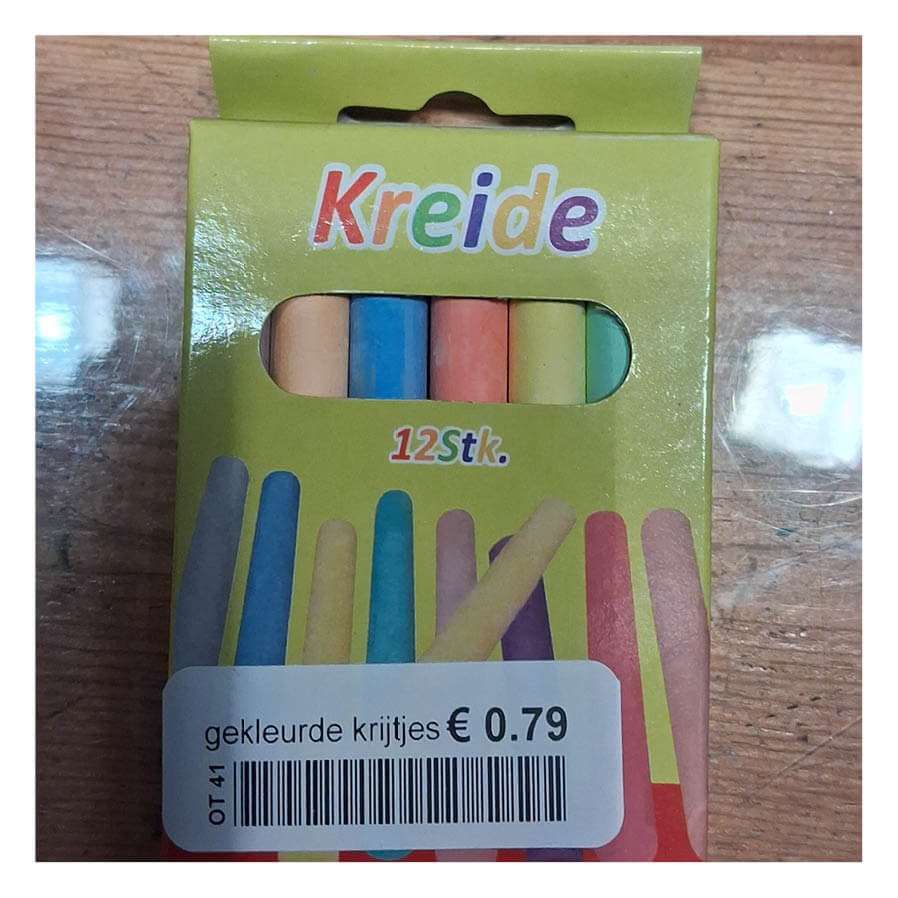 Kreide
12Stk.
gekleurde krijtjes € 0.79
OT 41